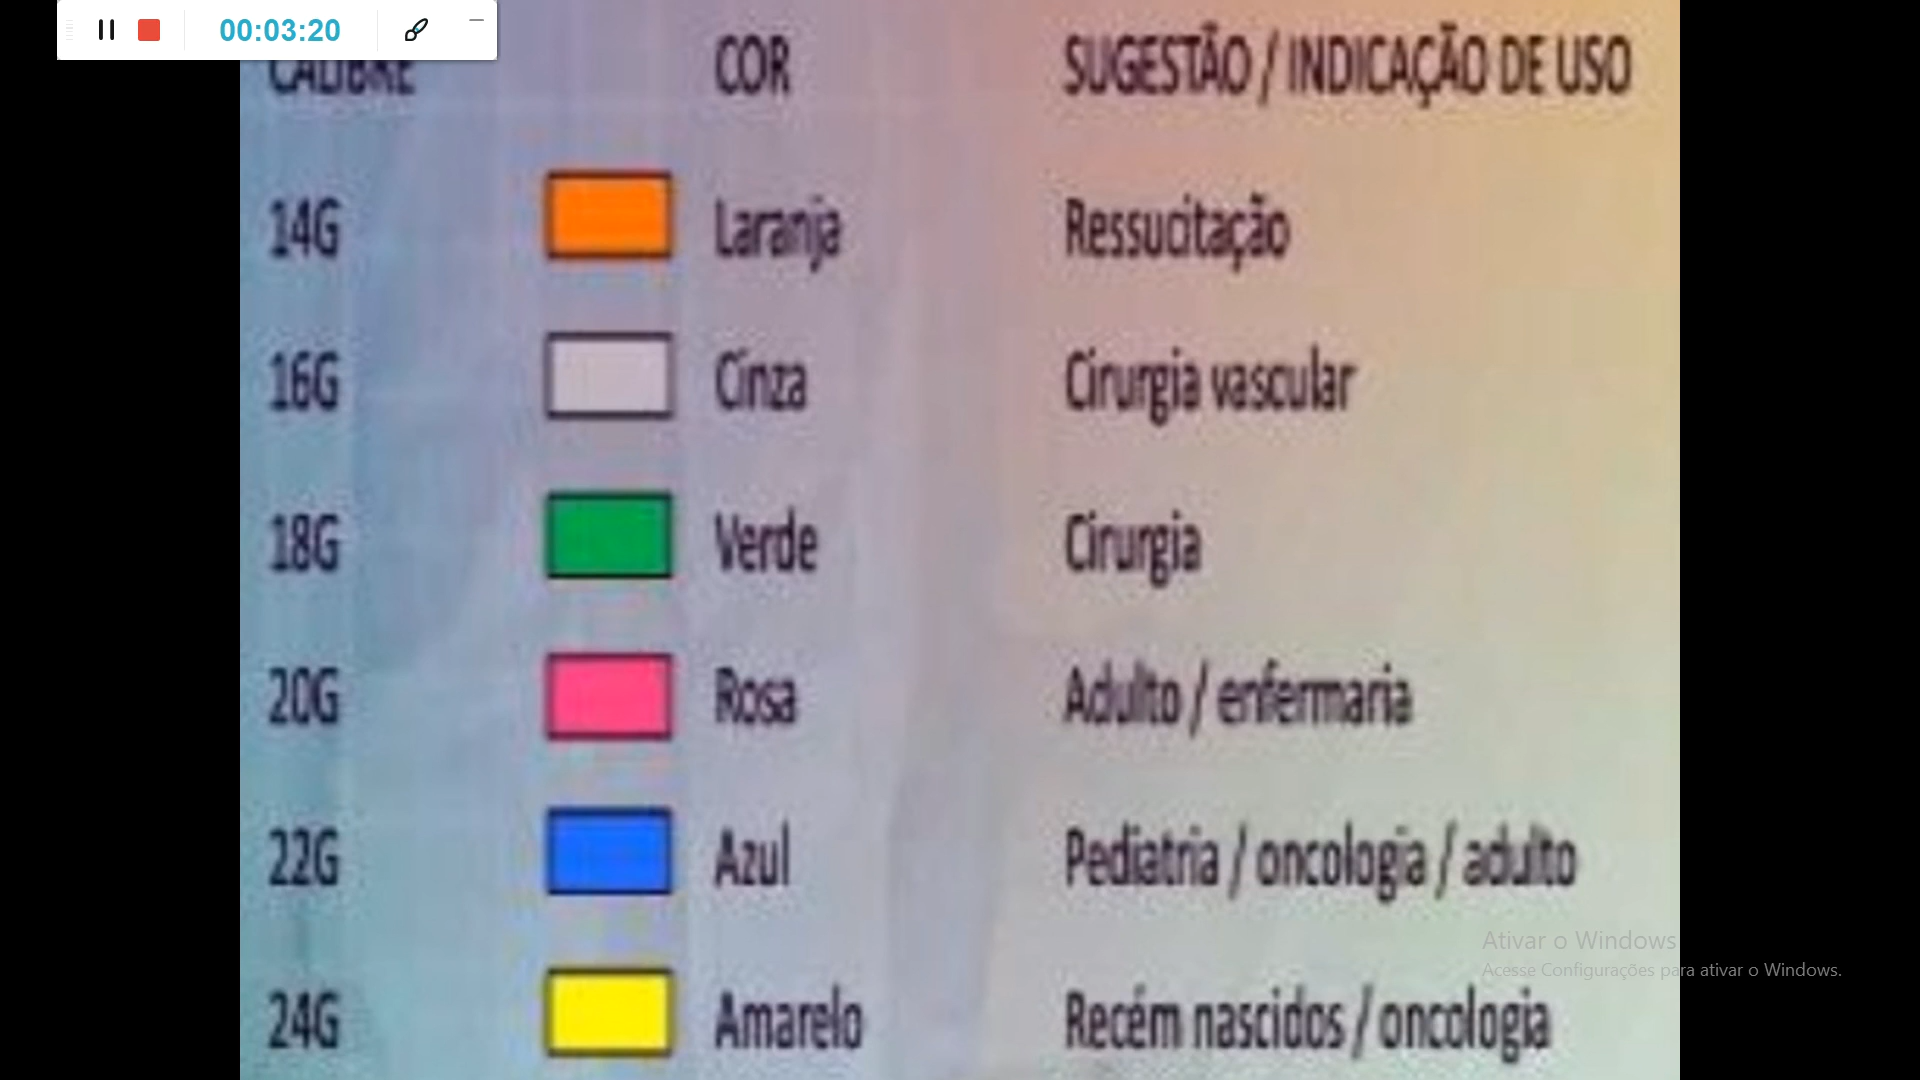 00:03:20
CALIBRE COR SUGESTÃO / INDICAÇÃO DE USO
14G Laranja Ressucitação
16G Cinza Cirurgia vascular
18G Verde Cirurgia
20G Rosa Adulto / enfermaria
22G Azul Pediatria / oncologia / adulto
Ativar o Windows
Acesse Configurações para ativar o Windows.
24G Amarelo Recém nascidos / oncologia